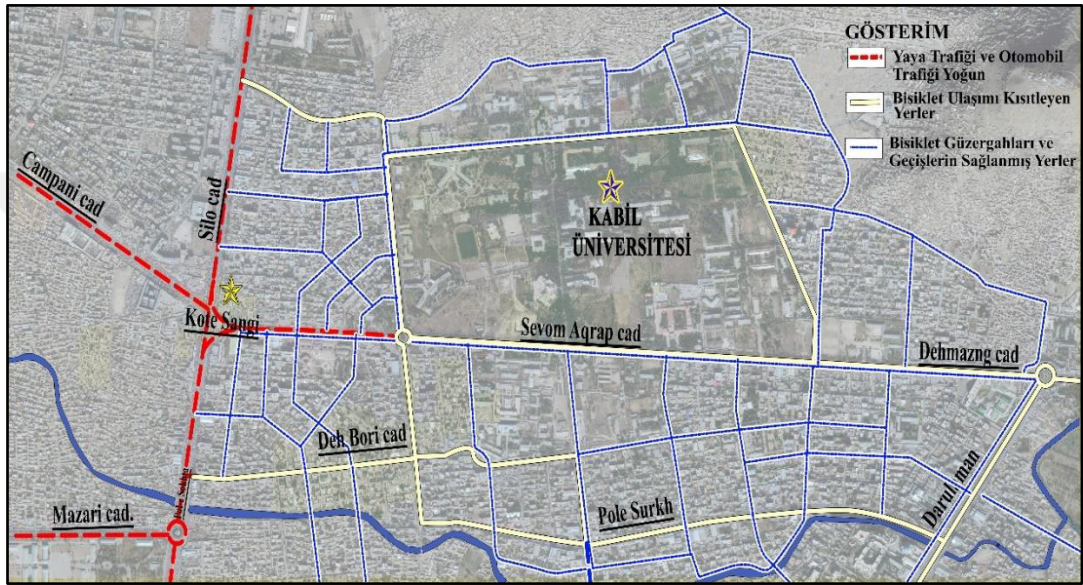 GÖSTERİM
Yaya Trafiği ve Otomobil
Trafiği Yoğun
Bisiklet Ulaşımı Kısıtleyen
Yerler
Bisiklet Güzergahları ve
Geçişlerin Sağlanmış Yerler
Campani cad
Silo cad
KABİL
ÜNİVERSİTESİ
Kote Sangi
Sevom Aqrap cad
Dehmazng cad
Deh Bori cad
Mazari cad.
Pole Surkh
Darul man